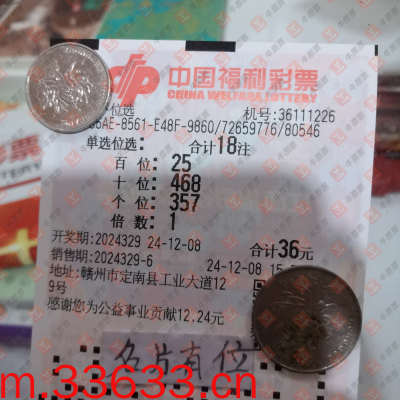 中国福利彩票
CHINA WELFARE LOTTERY
位选
机号:36111226
6AE-8561-E48F-9860/72659776/80546
单选位选:
合计18注
百 位: 25
十 位: 468
个 位: 357
倍 数: 1
开奖期:2024329 24-12-08
合计36元
销售期:2024329-6
24-12-08 15
地址:赣州市定南县工业大道12
9号
感谢您为公益事业贡献12.24元
名片有位
m.33633.cn